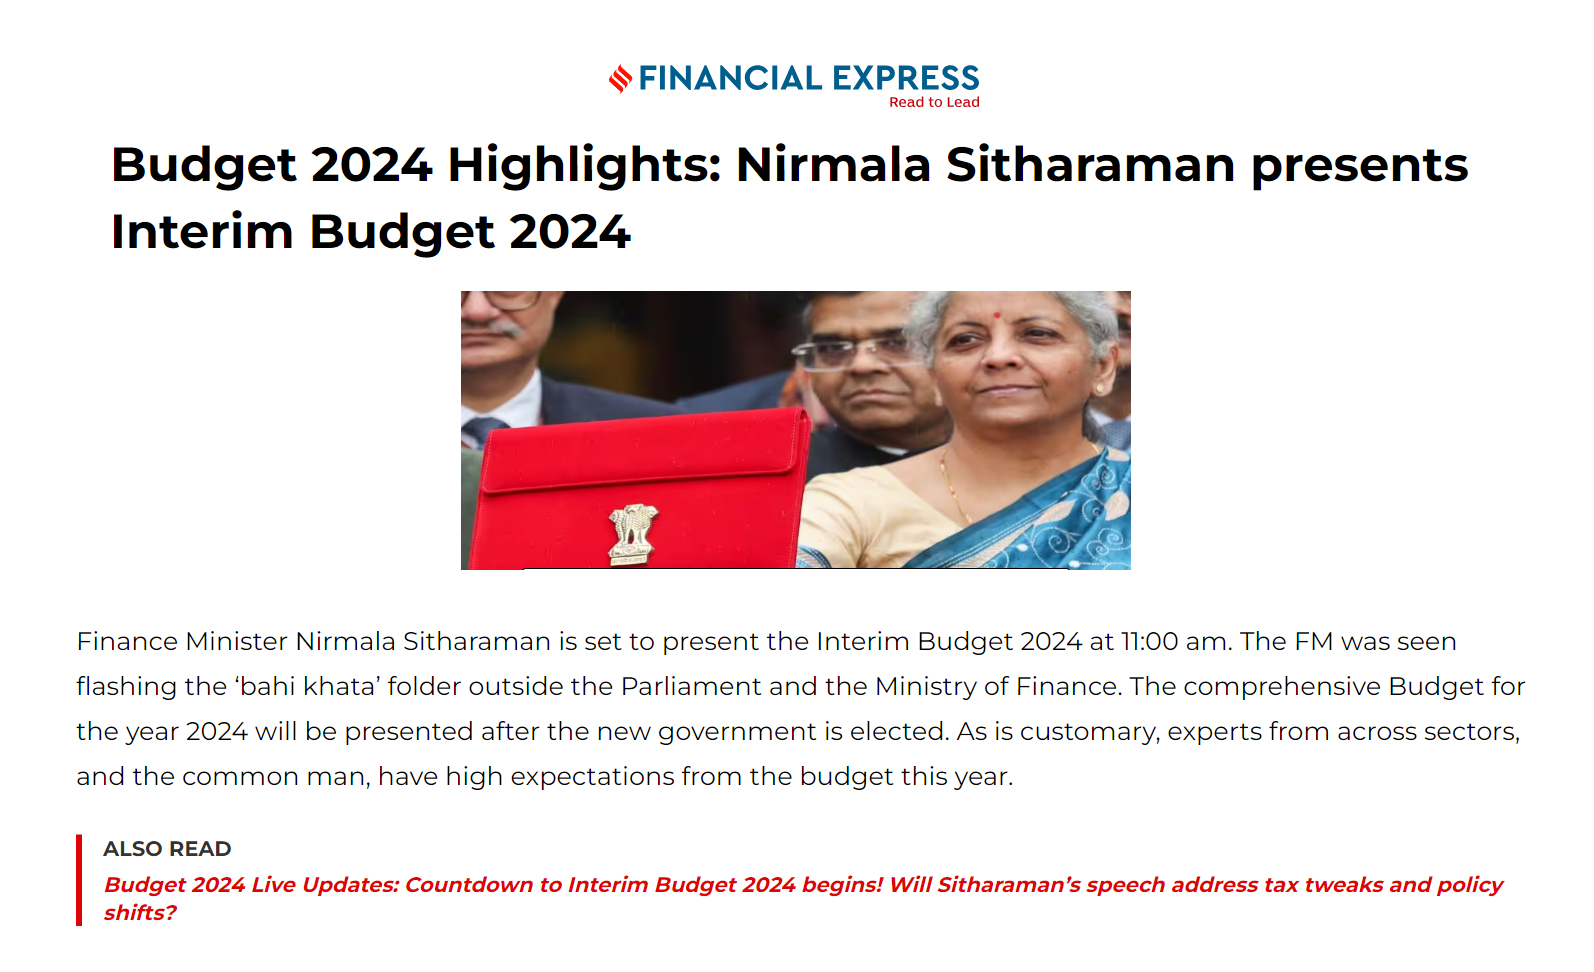 FINANCIAL EXPRESS
Read to Lead
Budget 2024 Highlights: Nirmala Sitharaman presents
Interim Budget 2024
Finance Minister Nirmala Sitharaman is set to present the Interim Budget 2024 at 11:00 am. The FM was seen
flashing the ‘bahi khata’ folder outside the Parliament and the Ministry of Finance. The comprehensive Budget for
the year 2024 will be presented after the new government is elected. As is customary, experts from across sectors,
and the common man, have high expectations from the budget this year.
ALSO READ
Budget 2024 Live Updates: Countdown to Interim Budget 2024 begins! Will Sitharaman’s speech address tax tweaks and policy
shifts?